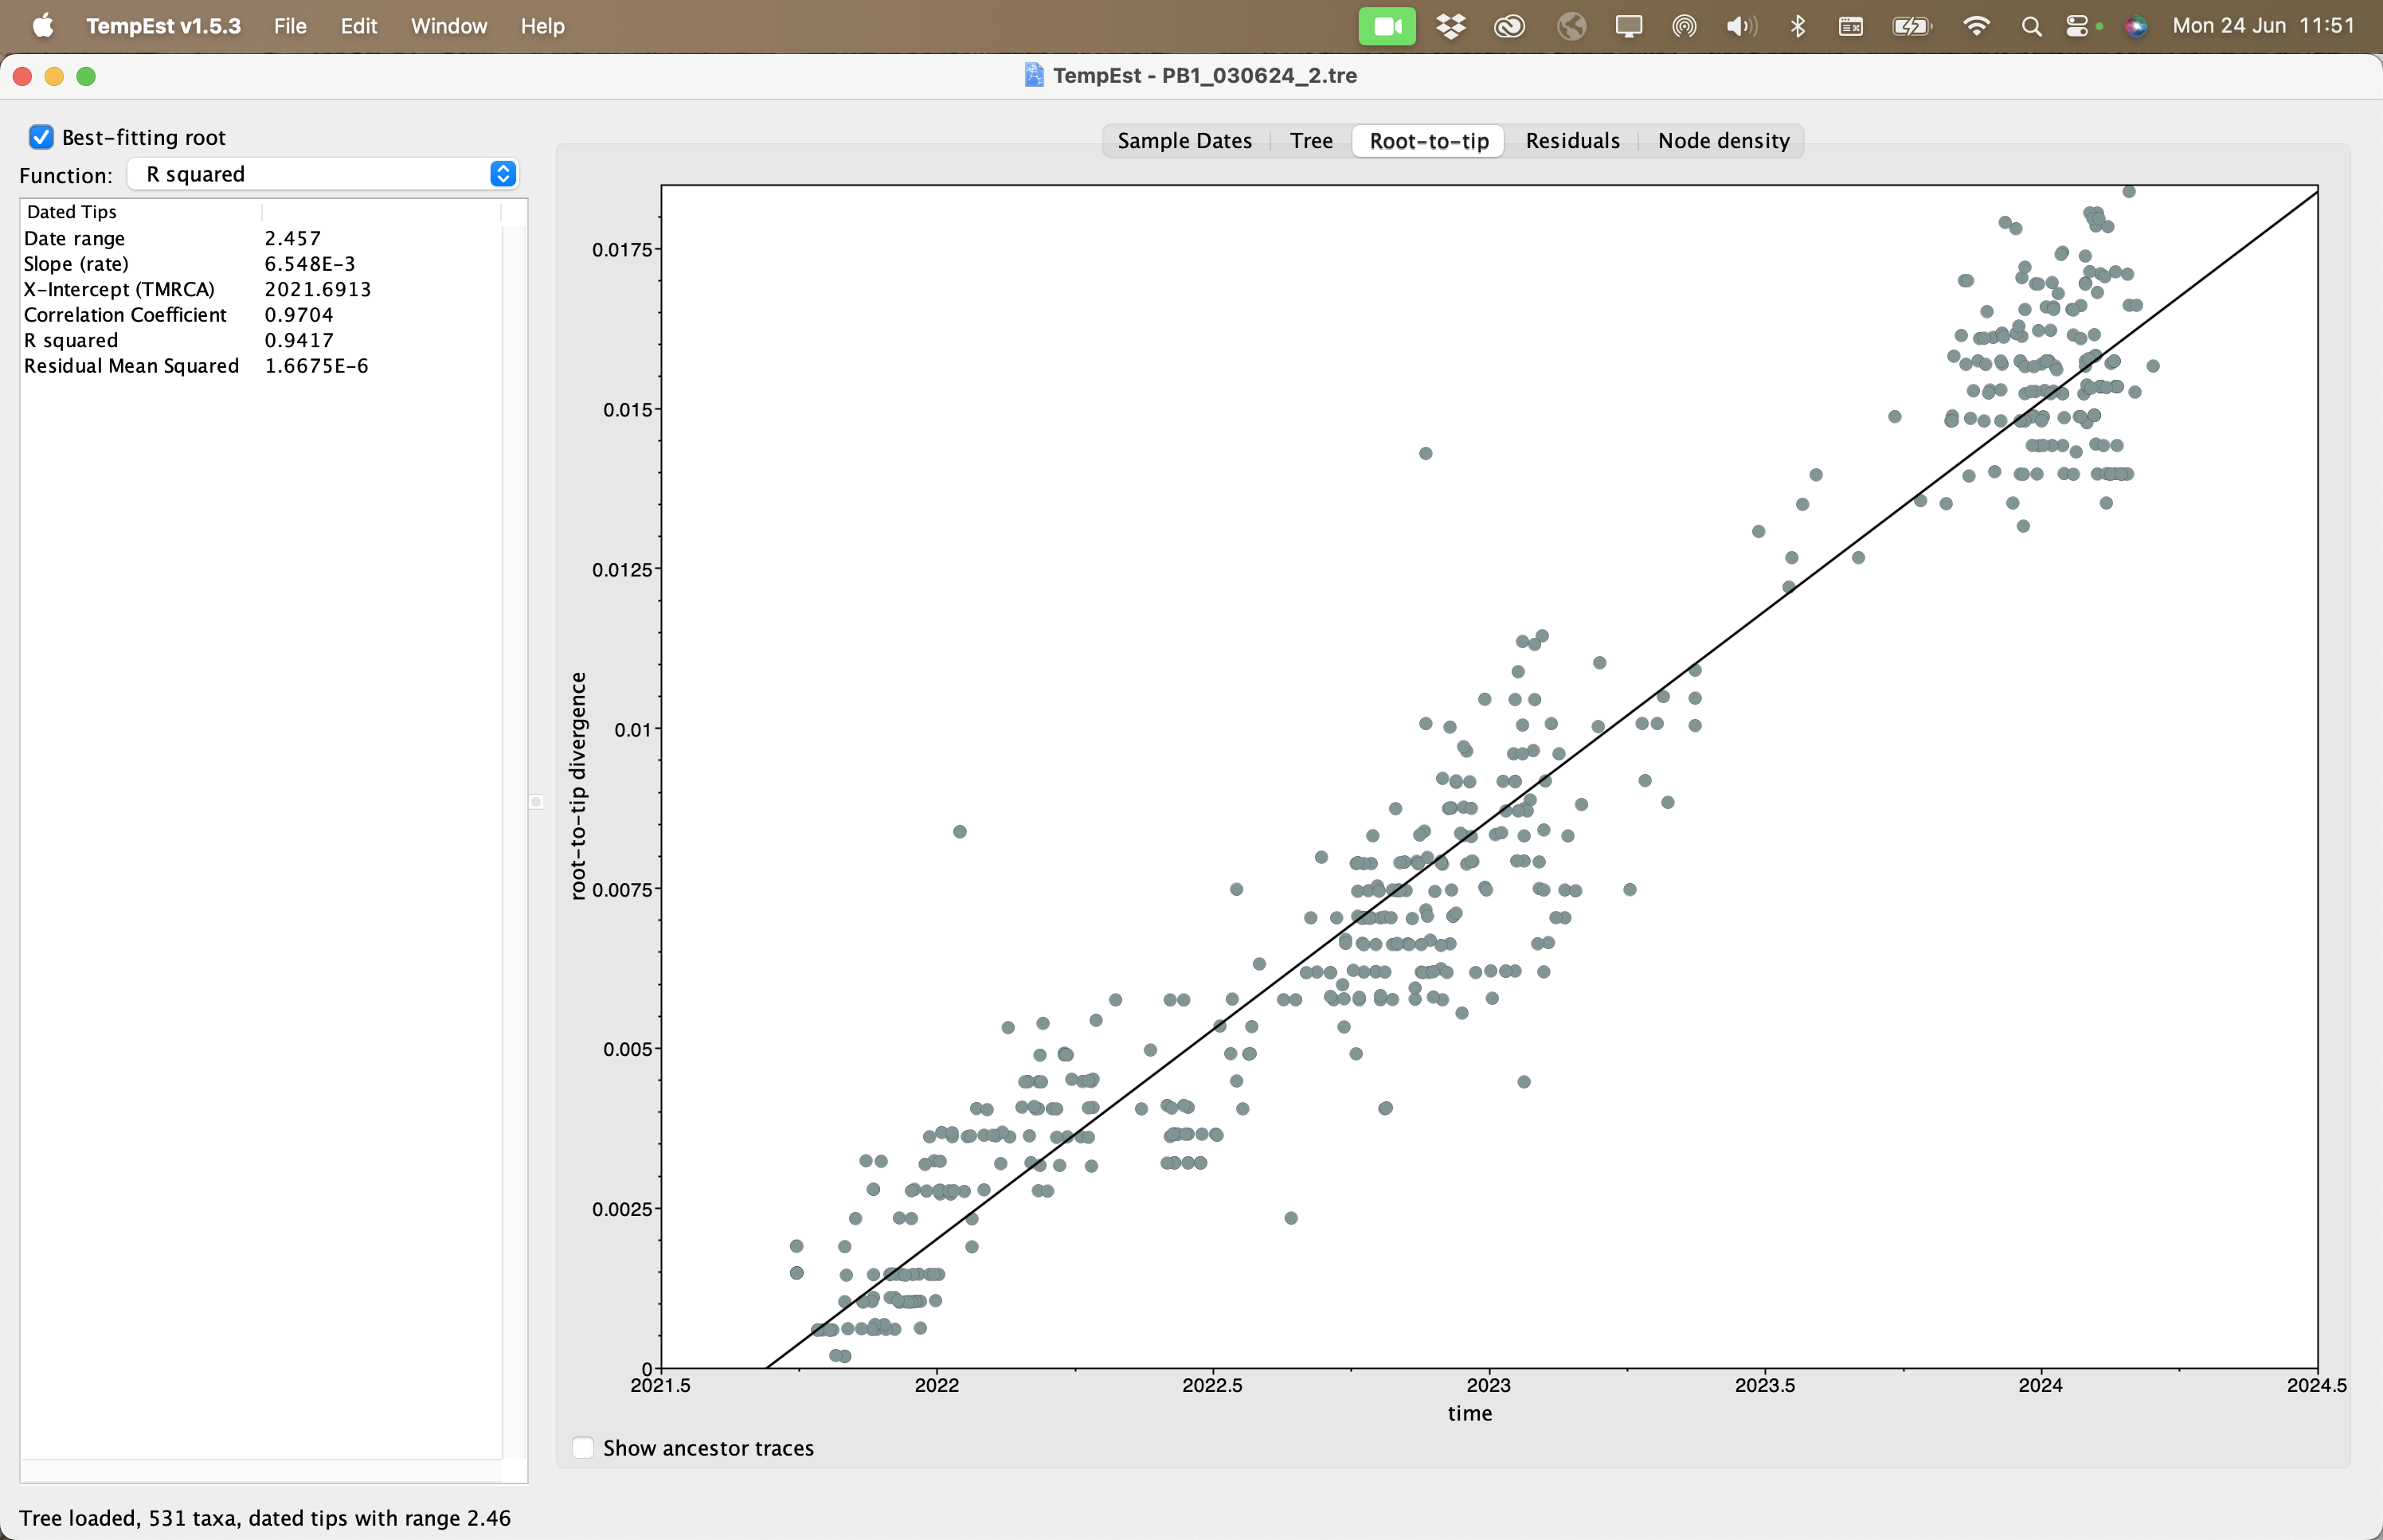 TempEst v1.5.3 File Edit Window Help Mon 24 Jun 11:51
TempEst - PB1_030624_2.tre
Best-fitting root
Function: R squared
Dated Tips
Date range 2.457
Slope (rate) 6.548E-3
X-Intercept (TMRCA) 2021.6913
Correlation Coefficient 0.9704
R squared 0.9417
Residual Mean Squared 1.6675E-6
Sample Dates Tree Root-to-tip Residuals Node density
root-to-tip divergence
0.0175
0.015
0.0125
0.01
0.0075
0.005
0.0025
0
2021.5 2022 2022.5 2023 2023.5 2024 2024.5
time
Show ancestor traces
Tree loaded, 531 taxa, dated tips with range 2.46